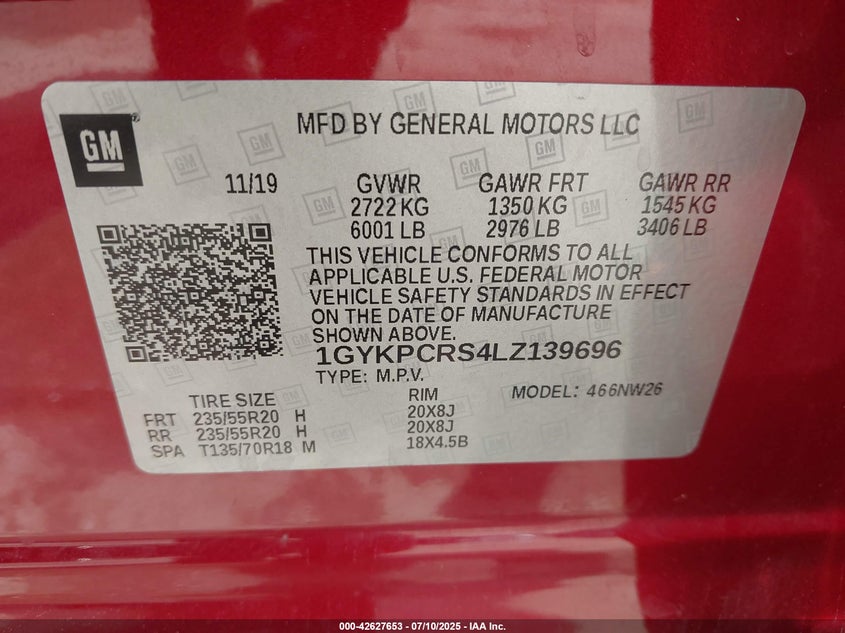 GM
MFD BY GENERAL MOTORS LLC
11/19 GVWR GAWR FRT GAWR RR
2722 KG 1350 KG 1545 KG
6001 LB 2976 LB 3406 LB
THIS VEHICLE CONFORMS TO ALL
APPLICABLE U.S. FEDERAL MOTOR
VEHICLE SAFETY STANDARDS IN EFFECT
ON THE DATE OF MANUFACTURE
SHOWN ABOVE.
1GYKPCRS4LZ139696
TYPE: M.P.V. MODEL: 466NW26
TIRE SIZE RIM
FRT 235/55R20 H 20X8J
RR 235/55R20 H 20X8J
SPA T135/70R18 M 18X4.5B
000-42627653 - 07/10/2025 - IAA Inc.